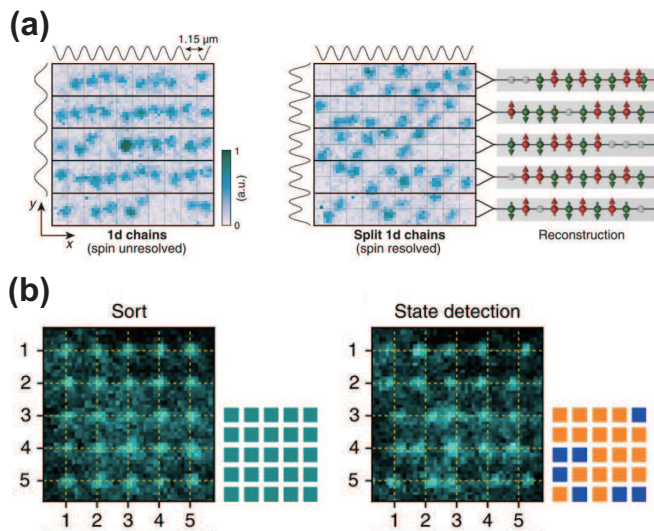 (a)
1.15 μm
1
(a.u.)
0
y
x
1d chains
(spin unresolved)
Split 1d chains
(spin resolved)
Reconstruction
(b)
Sort
State detection
1
2
3
4
5
1 2 3 4 5
1
2
3
4
5
1 2 3 4 5